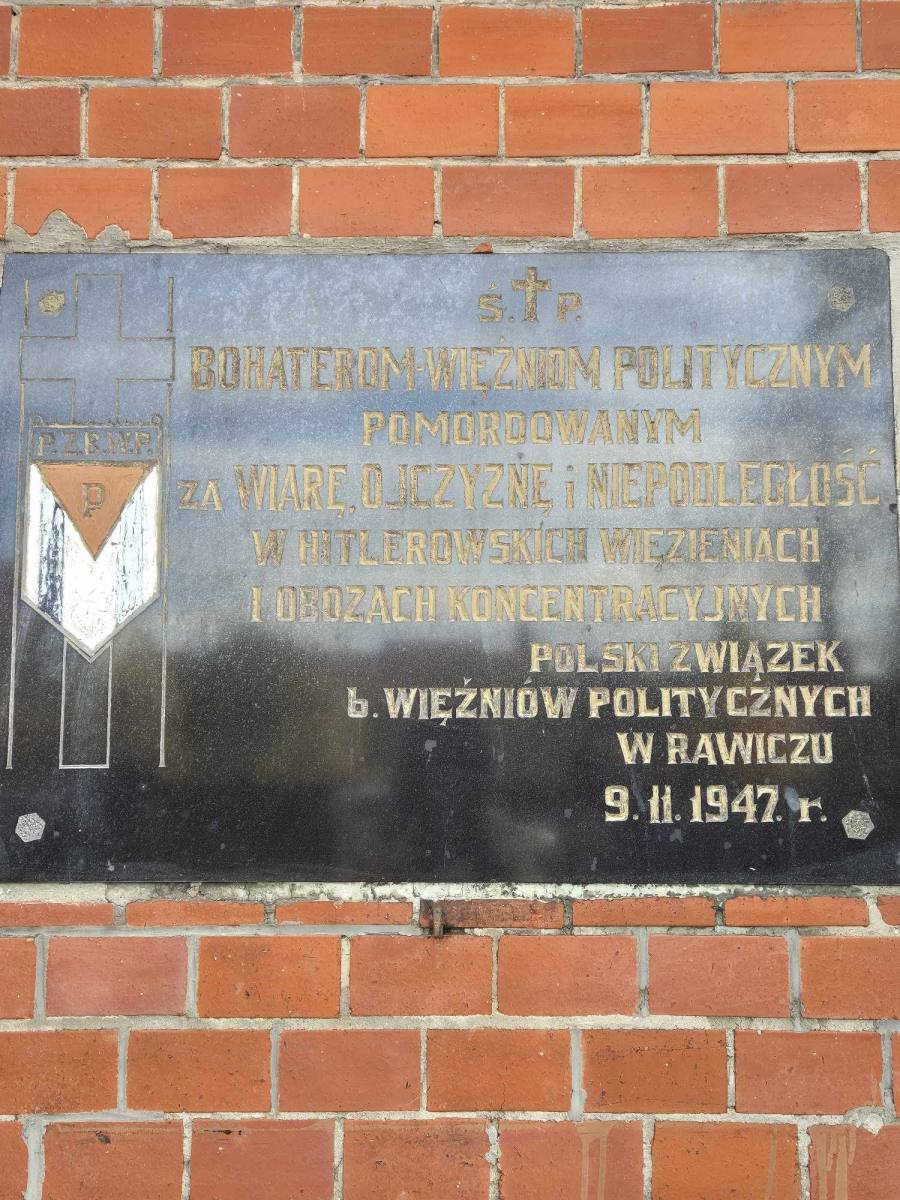 Ś.✝P.
BOHATEROM-WIĘŹNIOM POLITYCZNYM
POMORDOWANYM
ZA WIARĘ, OJCZYZNĘ i NIEPODLEGŁOŚĆ
W HITLEROWSKICH WIĘZIENIACH
I OBOZACH KONCENTRACYJNYCH
POLSKI ZWIĄZEK
b. WIĘŹNIÓW POLITYCZNYCH
W RAWICZU
9. II. 1947. r.
P.Z.B.W.P.
P